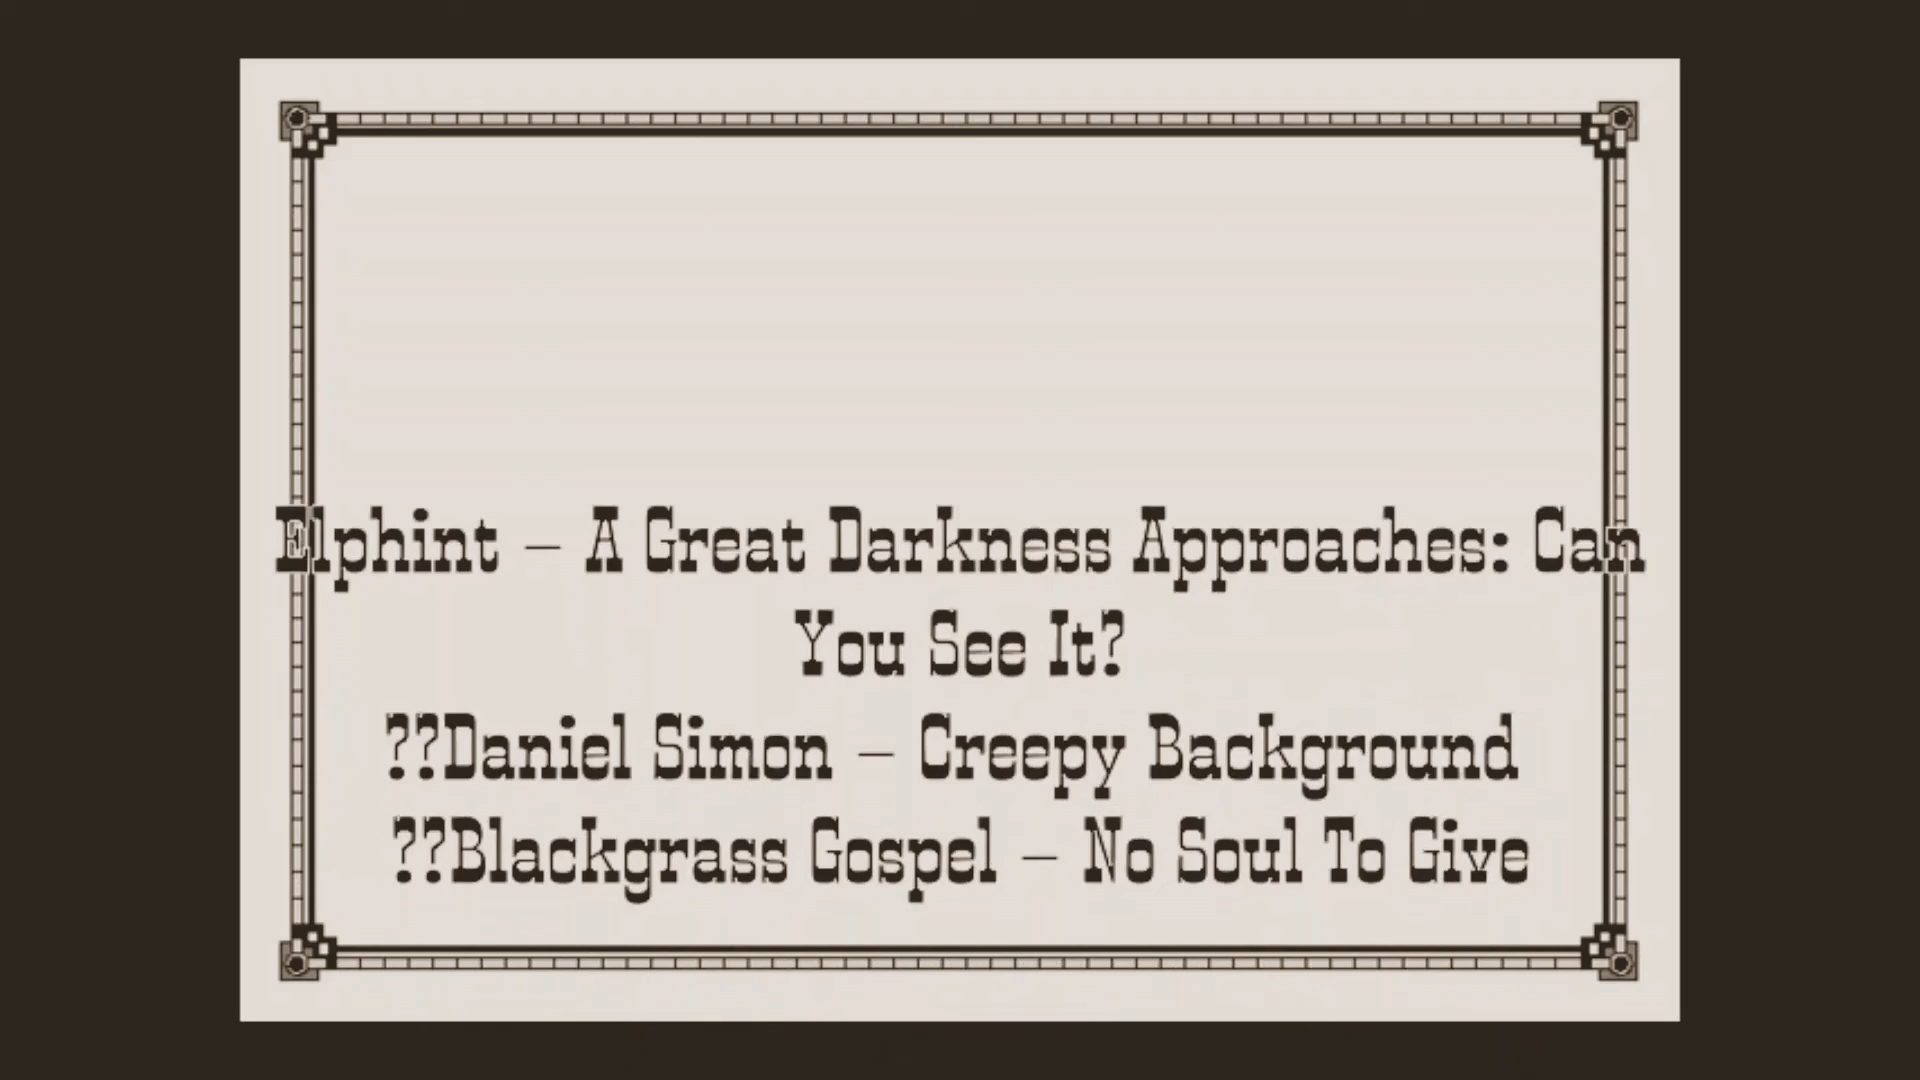 Elphint – A Great Darkness Approaches: Can
You See It?
??Daniel Simon – Creepy Background
??Blackgrass Gospel – No Soul To Give